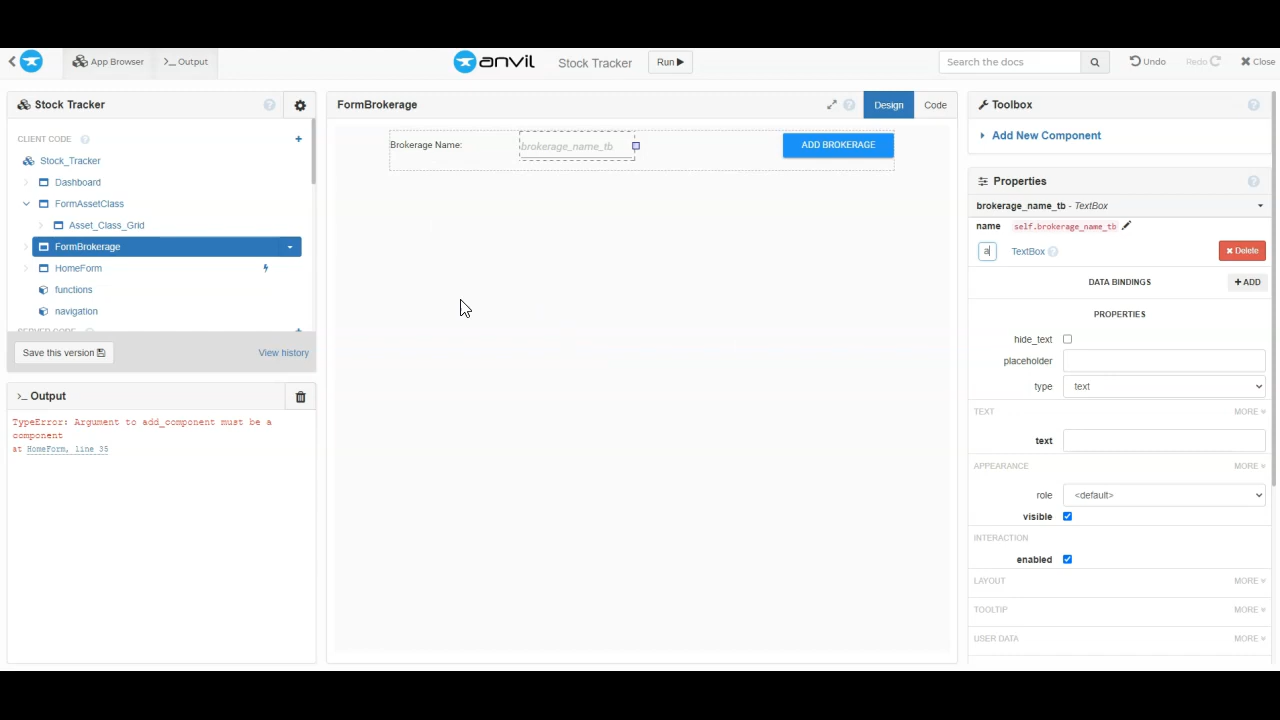 App Browser
>_ Output
anvil
Stock Tracker
Run
Search the docs
Undo
Redo
Close
Stock Tracker
FormBrokerage
Design
Code
Toolbox
CLIENT CODE
Stock_Tracker
Dashboard
FormAssetClass
Asset_Class_Grid
FormBrokerage
HomeForm
functions
navigation
SERVER CODE
Save this version
View history
>_ Output
TypeError: Argument to add_component must be a
component
at HomeForm, line 35
Brokerage Name:
brokerage_name_tb
ADD BROKERAGE
Add New Component
Properties
brokerage_name_tb - TextBox
name self.brokerage_name_tb
a TextBox
Delete
DATA BINDINGS
+ ADD
PROPERTIES
hide_text
placeholder
type text
TEXT MORE
text
APPEARANCE MORE
role <default>
visible
INTERACTION
enabled
LAYOUT MORE
TOOLTIP MORE
USER DATA MORE